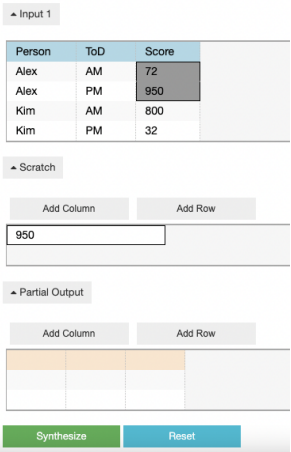 Input 1
Person ToD Score
Alex AM 72
Alex PM 950
Kim AM 800
Kim PM 32
Scratch
Add Column Add Row
950
Partial Output
Add Column Add Row
Synthesize Reset